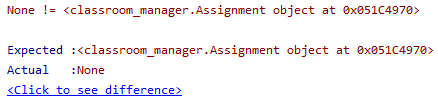 None != <classroom_manager.Assignment object at 0x051C4970>
Expected :<classroom_manager.Assignment object at 0x051C4970>
Actual   :None
<Click to see difference>